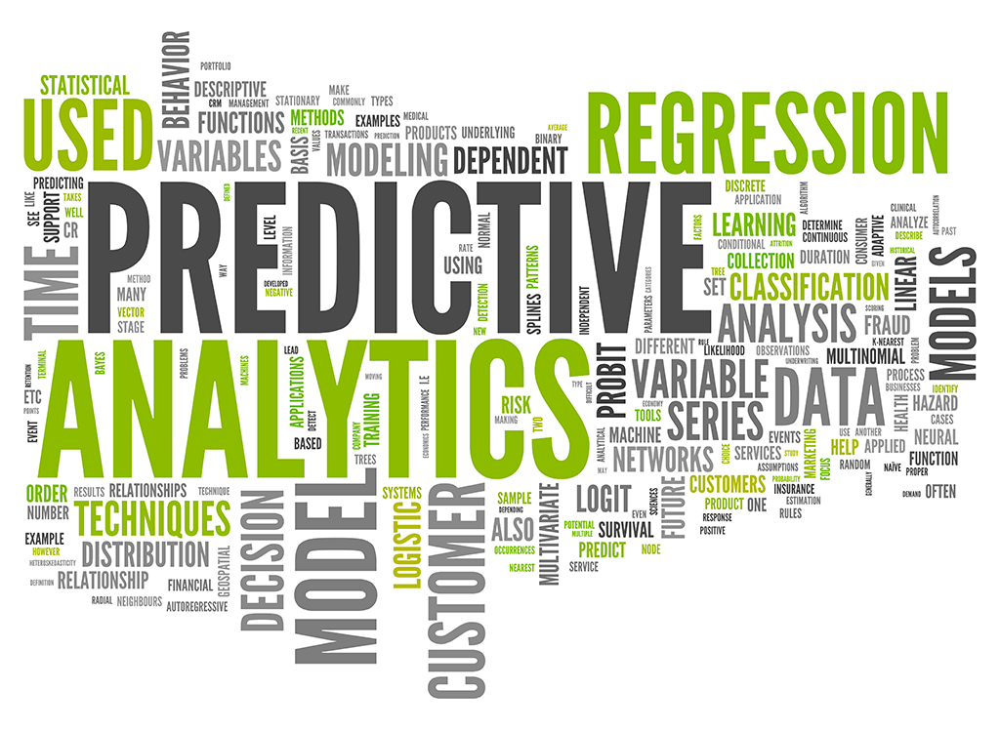 STATISTICAL
USED
BEHAVIOR
PORTFOLIO
DESCRIPTIVE
CRM
MANAGEMENT
STATIONARY
MAKE
COMMONLY
TYPES
FUNCTIONS
METHODS
RECENT
EXAMPLES
MEDICAL
VARIABLES
BASIS
VALUES
TRANSACTIONS
PREDICTION
PRODUCTS
UNDERLYING
AVERAGE
BINARY
MODELING
DEPENDENT
REGRESSION
PREDICTING
SEE
LIKE
SUPPORT
TAKES
WELL
CR
TIME
PREDICTIVE
METHOD
MANY
VECTOR
STAGE
WAY
DEFINED
LEVEL
INFORMATION
DEVELOPED
NEGATIVE
RATE
USING
NORMAL
NEW
DETECTION
SPLINES
PATTERNS
INDEPENDENT
PARAMETERS
CATEGORIES
FACTORS
DISCRETE
APPLICATION
ALGORITHM
LEARNING
CONDITIONAL
ATTRITION
DETERMINE
CONTINUOUS
CONSUMER
ADAPTIVE
CLINICAL
ANALYZE
DESCRIBE
AUTOCORRELATION
PAST
COLLECTION
DURATION
GIVEN
HISTORICAL
TREE
SET
CLASSIFICATION
LINEAR
MODELS
ANALYSIS
SCORING
FRAUD
K-NEAREST
ANALYTICS
TERMINAL
RETENTION
ETC
POINTS
EVENT
BAYES
PROBLEMS
MACHINES
LEAD
APPLICATIONS
DETECT
BASED
COMPANY
TRAINING
TREES
MOVING
ECONOMICS
PERFORMANCE
I.E
RISK
MAKING
TWO
TYPE
DIFFICULT
PROBIT
DIFFERENT
RULE
LIKELIHOOD
OBSERVATIONS
UNDERWRITING
MULTINOMIAL
PROBLEM
VARIABLE
DATA
PROCESS
BUSINESSES
IDENTIFY
ECONOMY
TOOLS
SERIES
HEALTH
HAZARD
CASES
ANALYTICAL
WAY
MACHINE
NETWORKS
CHOICE
SERVICES
STUDY
EVENTS
ASSUMPTIONS
MARKETING
FOCUS
USE
ANOTHER
HELP
APPLIED
NEURAL
RANDOM
GENERALLY
NAÏVE
FUNCTION
PROPER
DEMAND
OFTEN
ORDER
RESULTS
RELATIONSHIPS
TECHNIQUE
NUMBER
TECHNIQUES
EXAMPLE
HOWEVER
HETEROSKEDASTICITY
DISTRIBUTION
DEFINITION
RELATIONSHIP
FINANCIAL
GEOSPATIAL
RADIAL
NEIGHBOURS
AUTOREGRESSIVE
DECISION
MODEL
SYSTEMS
LOGISTIC
CUSTOMER
SAMPLE
DEPENDING
ALSO
OCCURRENCES
NEAREST
MULTIVARIATE
LOGIT
EVEN
SCIENCES
POTENTIAL
MULTIPLE
SURVIVAL
PREDICT
NODE
SERVICE
FUTURE
CUSTOMERS
PROBABILITY
INSURANCE
PRODUCT
ONE
ESTIMATION
RULES
RESPONSE
POSITIVE